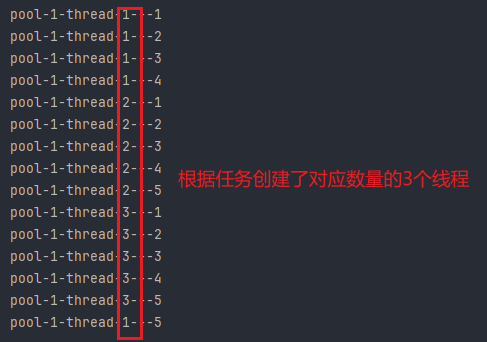 pool-1-thread-1---1
pool-1-thread-1---2
pool-1-thread-1---3
pool-1-thread-1---4
pool-1-thread-2---1
pool-1-thread-2---2
pool-1-thread-2---3
pool-1-thread-2---4
根据任务创建了对应数量的3个线程
pool-1-thread-2---5
pool-1-thread-3---1
pool-1-thread-3---2
pool-1-thread-3---3
pool-1-thread-3---4
pool-1-thread-3---5
pool-1-thread-1---5